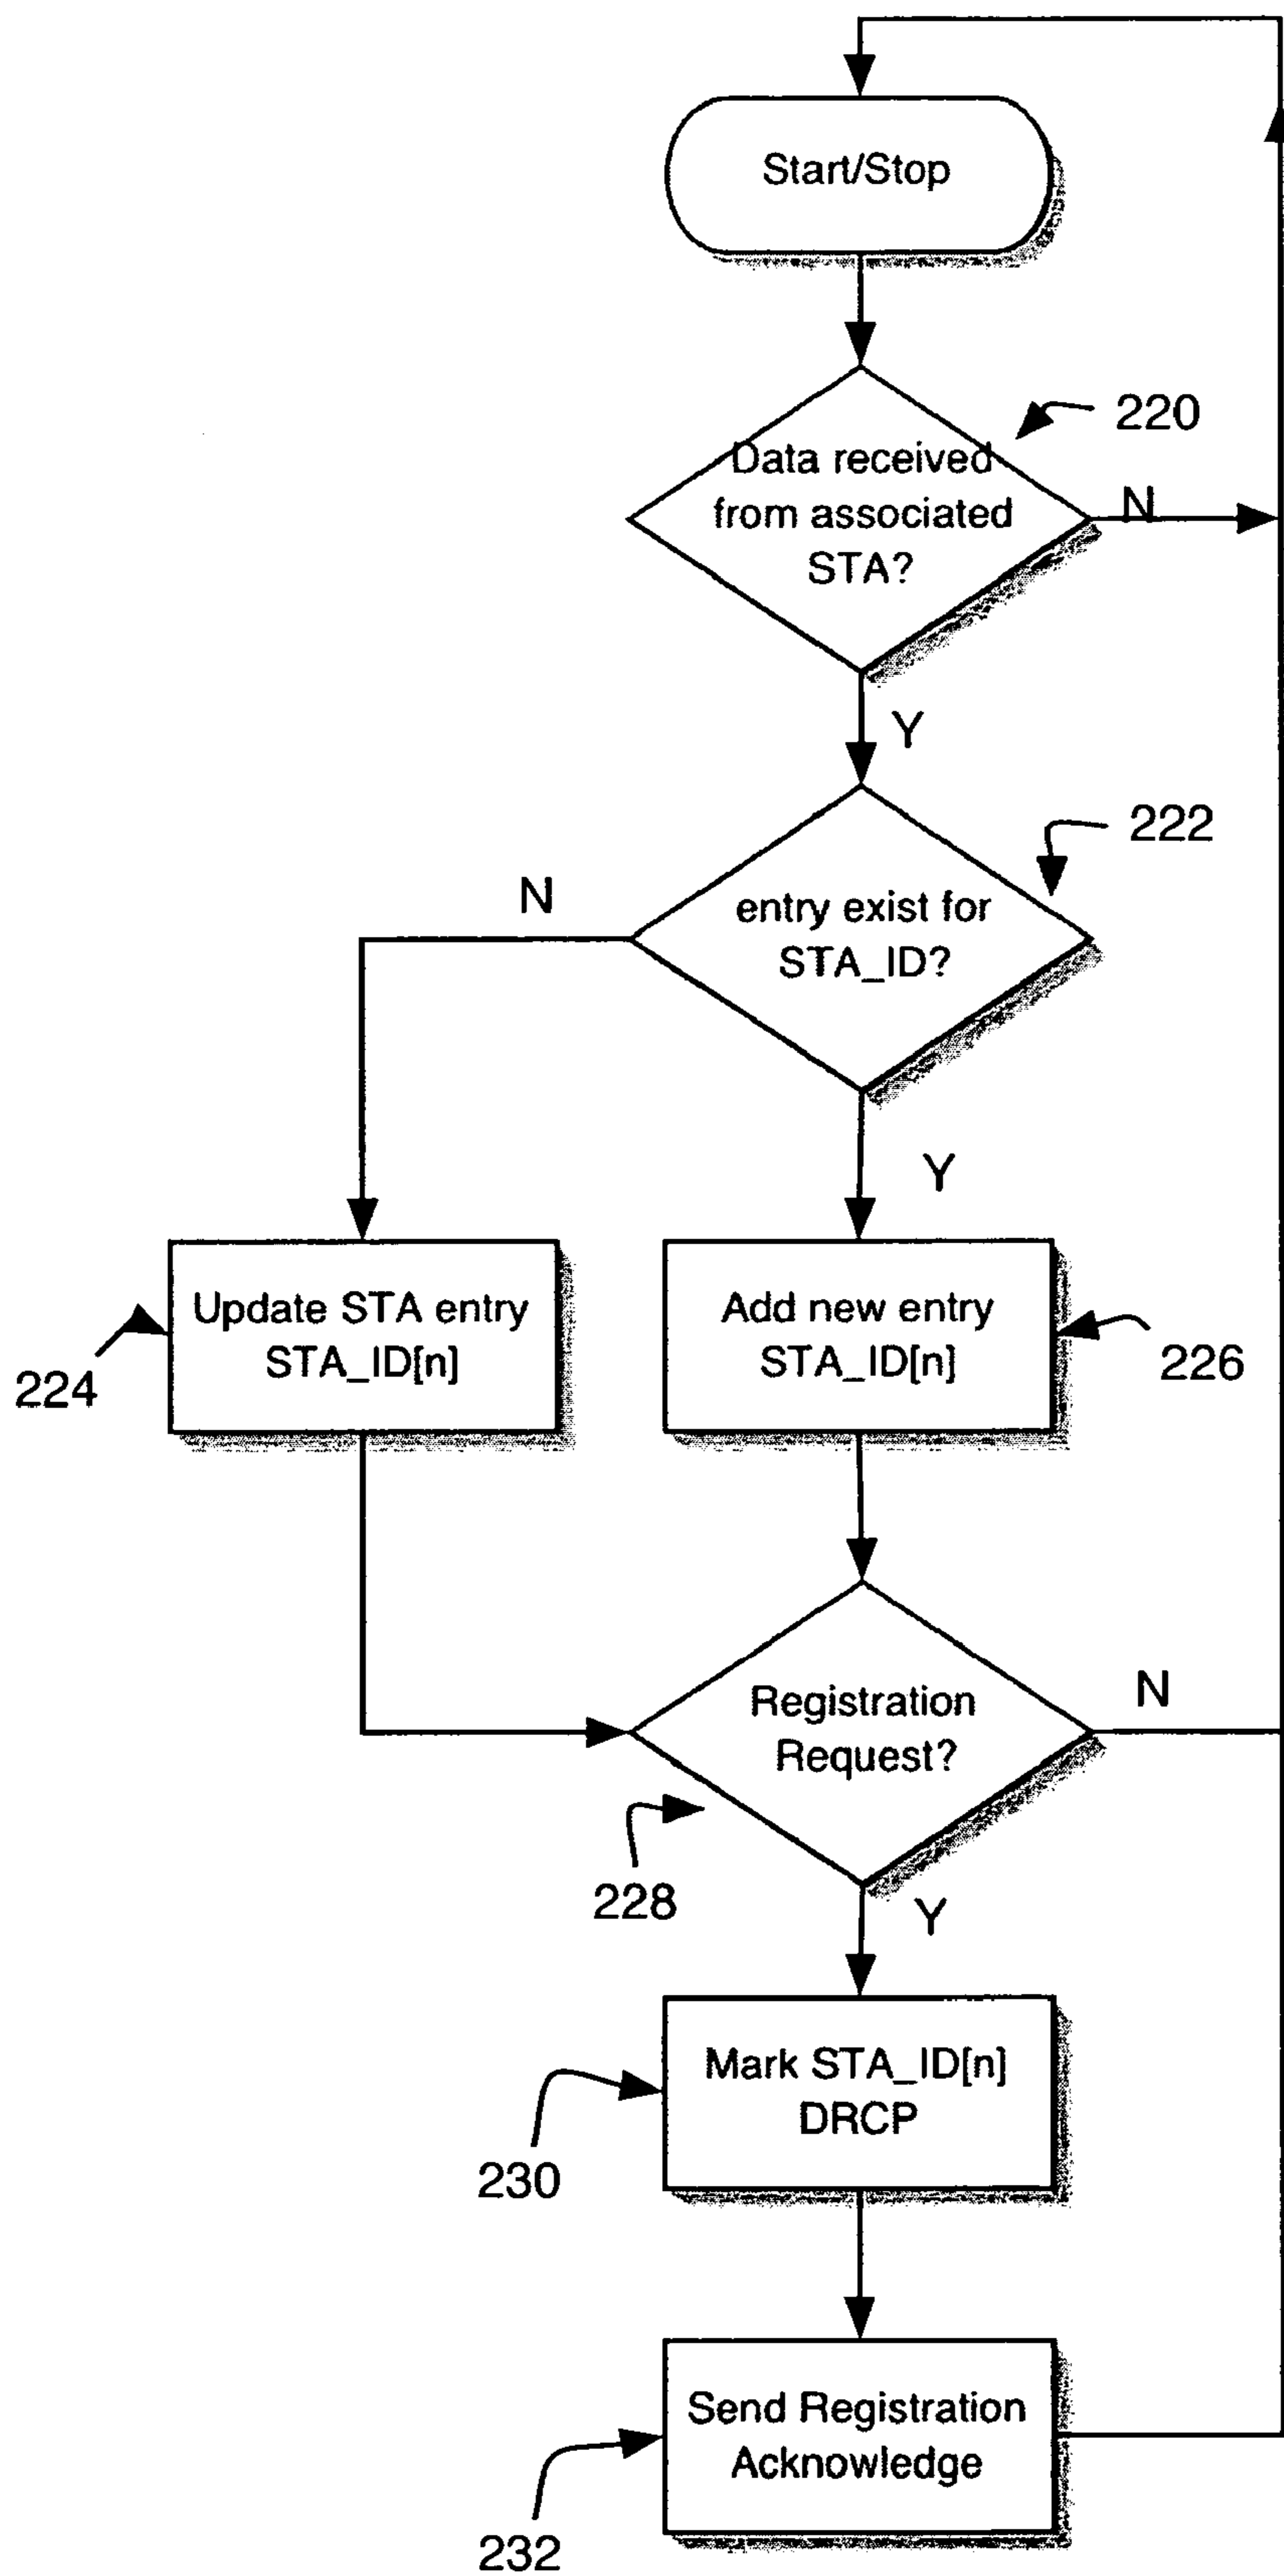 Start/Stop
220
Data received
from associated
STA?
N
Y
222
entry exist for
STA_ID?
N
Y
Update STA entry
STA_ID[n]
224
Add new entry
STA_ID[n]
226
Registration
Request?
N
228
Y
Mark STA_ID[n]
DRCP
230
Send Registration
Acknowledge
232